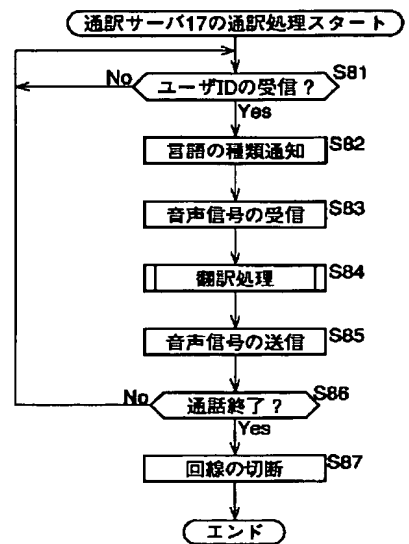 通訳サーバ17の通訳処理スタート
No
ユーザIDの受信？
S81
Yes
言語の種類通知
S82
音声信号の受信
S83
翻訳処理
S84
音声信号の送信
S85
No
通話終了？
S86
Yes
回線の切断
S87
エンド